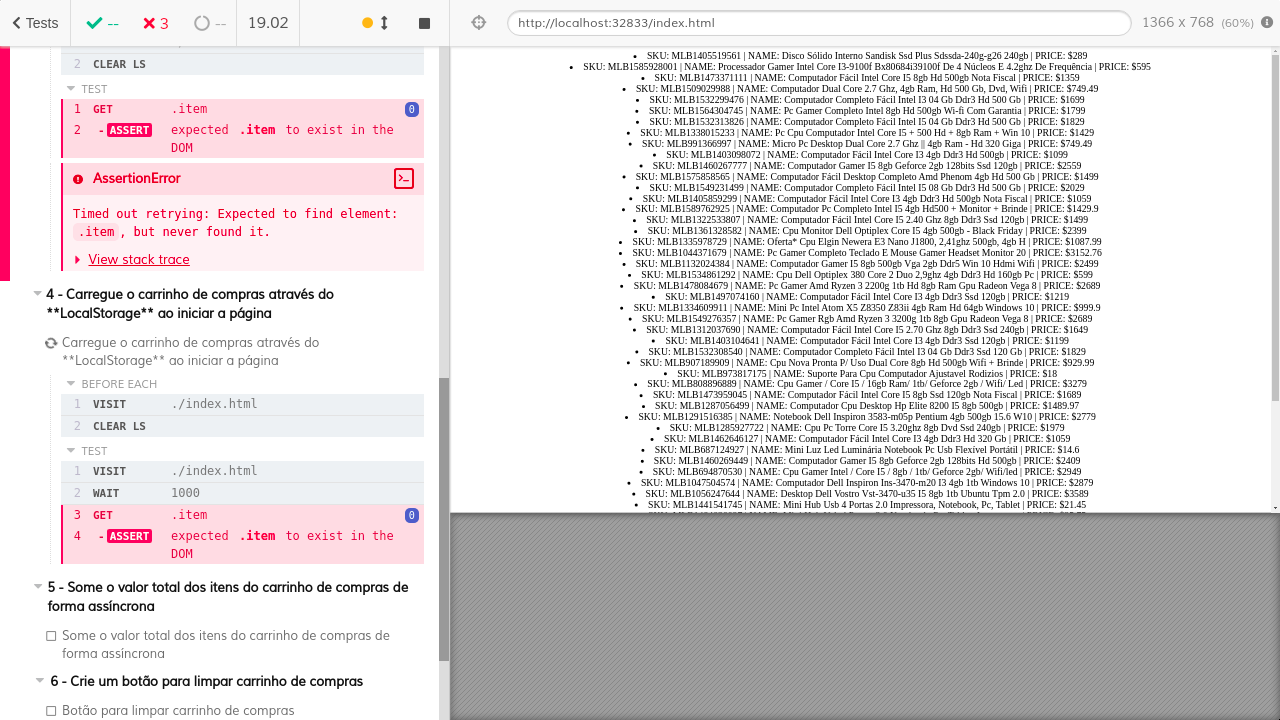 Tests
--
3
--
19.02
http://localhost:32833/index.html
1366 x 768 (60%)
2 CLEAR LS
TEST
1 GET .item 0
2 -ASSERT expected .item to exist in the
DOM
AssertionError
Timed out retrying: Expected to find element:
.item, but never found it.
View stack trace
4 - Carregue o carrinho de compras através do
**LocalStorage** ao iniciar a página
Carregue o carrinho de compras através do
**LocalStorage** ao iniciar a página
BEFORE EACH
1 VISIT ./index.html
2 CLEAR LS
TEST
1 VISIT ./index.html
2 WAIT 1000
3 GET .item 0
4 -ASSERT expected .item to exist in the
DOM
5 - Some o valor total dos itens do carrinho de compras de
forma assíncrona
Some o valor total dos itens do carrinho de compras de
forma assíncrona
6 - Crie um botão para limpar carrinho de compras
Botão para limpar carrinho de compras
SKU: MLB1405519561 | NAME: Disco Sólido Interno Sandisk Ssd Plus Sdssda-240g-g26 240gb | PRICE: $289
SKU: MLB1585928001 | NAME: Processador Gamer Intel Core I3-9100f Bx80684i39100f De 4 Núcleos E 4.2ghz De Frequência | PRICE: $595
SKU: MLB1473371111 | NAME: Computador Fácil Intel Core I5 8gb Hd 500gb Nota Fiscal | PRICE: $1359
SKU: MLB1509029988 | NAME: Computador Dual Core 2.7 Ghz, 4gb Ram, Hd 500 Gb, Dvd, Wifi | PRICE: $749.49
SKU: MLB1532299476 | NAME: Computador Completo Fácil Intel I3 04 Gb Ddr3 Hd 500 Gb | PRICE: $1699
SKU: MLB1564304745 | NAME: Pc Gamer Completo Intel 8gb Hd 500gb Wi-fi Com Garantia | PRICE: $1799
SKU: MLB1532313826 | NAME: Computador Completo Fácil Intel I5 04 Gb Ddr3 Hd 500 Gb | PRICE: $1829
SKU: MLB1338015233 | NAME: Pc Cpu Computador Intel Core I5 + 500 Hd + 8gb Ram + Win 10 | PRICE: $1429
SKU: MLB991366997 | NAME: Micro Pc Desktop Dual Core 2.7 Ghz || 4gb Ram - Hd 320 Giga | PRICE: $749.49
SKU: MLB1403098072 | NAME: Computador Fácil Intel Core I3 4gb Ddr3 Hd 500gb | PRICE: $1099
SKU: MLB1460267777 | NAME: Computador Gamer I5 8gb Geforce 2gb 128bits Ssd 120gb | PRICE: $2559
SKU: MLB1575858565 | NAME: Computador Fácil Desktop Completo Amd Phenom 4gb Hd 500 Gb | PRICE: $1499
SKU: MLB1549231499 | NAME: Computador Completo Fácil Intel I5 08 Gb Ddr3 Hd 500 Gb | PRICE: $2029
SKU: MLB1405859299 | NAME: Computador Fácil Intel Core I3 4gb Ddr3 Hd 500gb Nota Fiscal | PRICE: $1059
SKU: MLB1589762925 | NAME: Computador Pc Completo Intel I5 4gb Hd500 + Monitor + Brinde | PRICE: $1429.9
SKU: MLB1322533807 | NAME: Computador Fácil Intel Core I5 2.40 Ghz 8gb Ddr3 Ssd 120gb | PRICE: $1499
SKU: MLB1361328582 | NAME: Cpu Monitor Dell Optiplex Core I5 4gb 500gb - Black Friday | PRICE: $2399
SKU: MLB1335978729 | NAME: Oferta* Cpu Elgin Newera E3 Nano J1800, 2,41ghz 500gb, 4gb H | PRICE: $1087.99
SKU: MLB1044371679 | NAME: Pc Gamer Completo Teclado E Mouse Gamer Headset Monitor 20 | PRICE: $3152.76
SKU: MLB1132024384 | NAME: Computador Gamer I5 8gb 500gb Vga 2gb Ddr5 Win 10 Hdmi Wifi | PRICE: $2499
SKU: MLB1534861292 | NAME: Cpu Dell Optiplex 380 Core 2 Duo 2,9ghz 4gb Ddr3 Hd 160gb Pc | PRICE: $599
SKU: MLB1478084679 | NAME: Pc Gamer Amd Ryzen 3 2200g 1tb Hd 8gb Ram Gpu Radeon Vega 8 | PRICE: $2689
SKU: MLB1497074160 | NAME: Computador Fácil Intel Core I3 4gb Ddr3 Ssd 120gb | PRICE: $1219
SKU: MLB1334609911 | NAME: Mini Pc Intel Atom X5 Z8350 Z83ii 4gb Ram Hd 64gb Windows 10 | PRICE: $999.9
SKU: MLB1549276357 | NAME: Pc Gamer Rgb Amd Ryzen 3 3200g 1tb 8gb Gpu Radeon Vega 8 | PRICE: $2689
SKU: MLB1312037690 | NAME: Computador Fácil Intel Core I5 2.70 Ghz 8gb Ddr3 Ssd 240gb | PRICE: $1649
SKU: MLB1403104641 | NAME: Computador Fácil Intel Core I3 4gb Ddr3 Ssd 120gb | PRICE: $1199
SKU: MLB1532308540 | NAME: Computador Completo Fácil Intel I3 04 Gb Ddr3 Ssd 120 Gb | PRICE: $1829
SKU: MLB907189909 | NAME: Cpu Nova Pronta P/ Uso Dual Core 8gb Hd 500gb Wifi + Brinde | PRICE: $929.99
SKU: MLB973817175 | NAME: Suporte Para Cpu Computador Ajustavel Rodizios | PRICE: $18
SKU: MLB808896889 | NAME: Cpu Gamer / Core I5 / 16gb Ram/ 1tb/ Geforce 2gb / Wifi/ Led | PRICE: $3279
SKU: MLB1473959045 | NAME: Computador Fácil Intel Core I5 8gb Ssd 120gb Nota Fiscal | PRICE: $1689
SKU: MLB1287056499 | NAME: Computador Cpu Desktop Hp Elite 8200 I5 8gb 500gb | PRICE: $1489.97
SKU: MLB1291516385 | NAME: Notebook Dell Inspiron 3583-m05p Pentium 4gb 500gb 15.6 W10 | PRICE: $2779
SKU: MLB1285927722 | NAME: Cpu Pc Torre Core I5 3.20ghz 8gb Dvd Ssd 240gb | PRICE: $1979
SKU: MLB1462646127 | NAME: Computador Fácil Intel Core I3 4gb Ddr3 Hd 320 Gb | PRICE: $1059
SKU: MLB687124927 | NAME: Mini Luz Led Luminária Notebook Pc Usb Flexível Portátil | PRICE: $14.6
SKU: MLB1460269449 | NAME: Computador Gamer I5 8gb Geforce 2gb 128bits Hd 500gb | PRICE: $2409
SKU: MLB694870530 | NAME: Cpu Gamer Intel / Core I5 / 8gb / 1tb/ Geforce 2gb/ Wifi/led | PRICE: $2949
SKU: MLB1047504574 | NAME: Computador Dell Inspiron Ins-3470-m20 I3 4gb 1tb Windows 10 | PRICE: $2879
SKU: MLB1056247644 | NAME: Desktop Dell Vostro Vst-3470-u35 I5 8gb 1tb Ubuntu Tpm 2.0 | PRICE: $3589
SKU: MLB1441541745 | NAME: Mini Hub Usb 4 Portas 2.0 Impressora, Notebook, Pc, Tablet | PRICE: $21.45